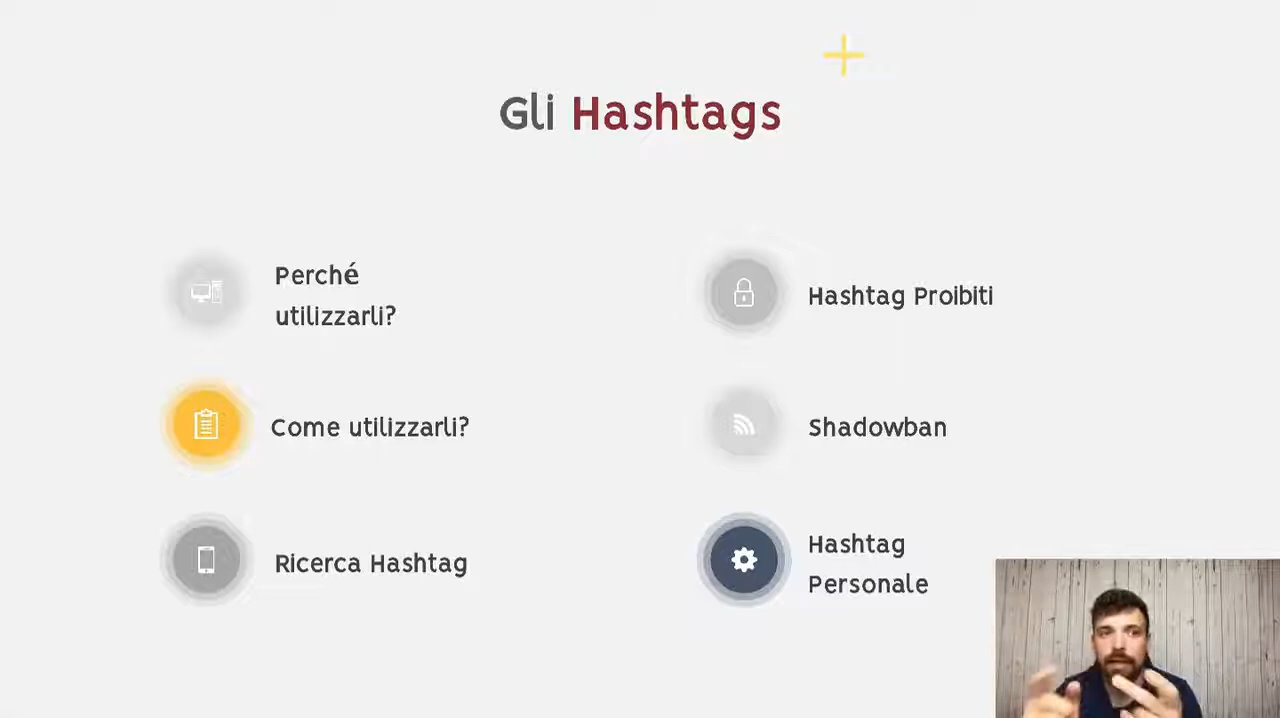 Gli Hashtags
Perché
utilizzarli?
Come utilizzarli?
Ricerca Hashtag
Hashtag Proibiti
Shadowban
Hashtag
Personale